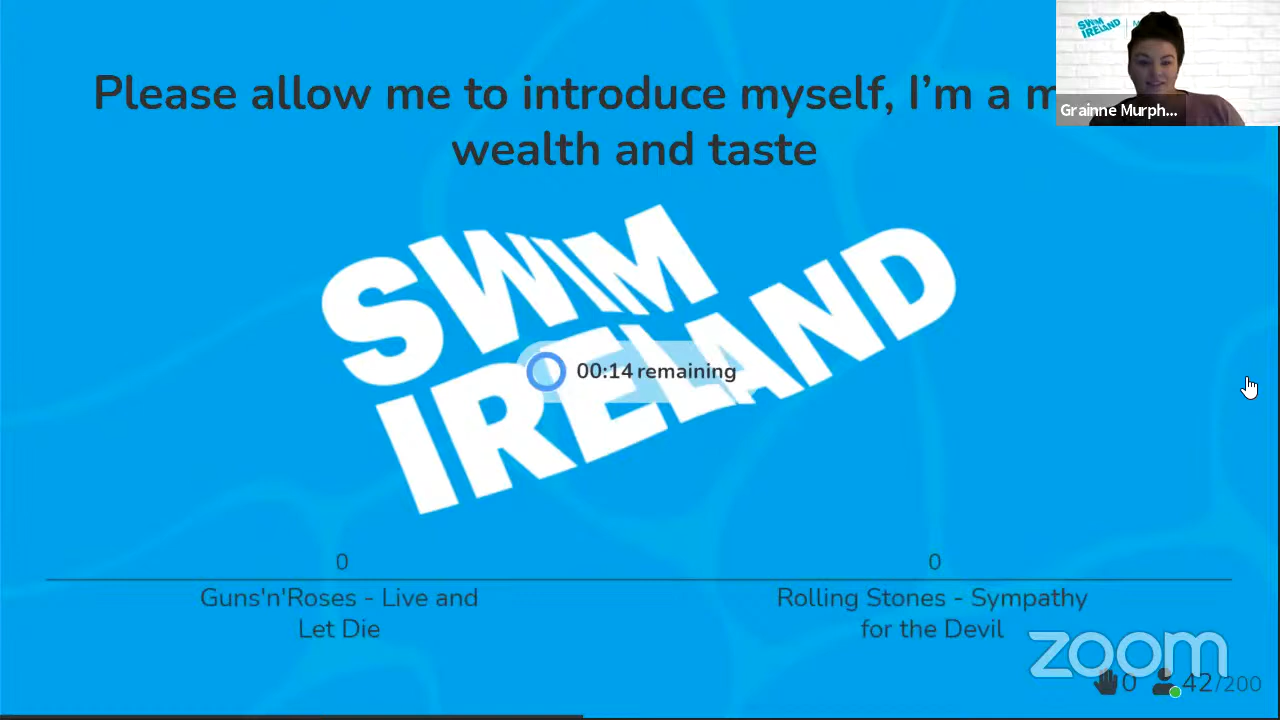 SWIM
IRELAND
Please allow me to introduce myself, I’m a m
wealth and taste
Grainne Murph...
SWIM
IRELAND
00:14 remaining
0
0
Guns'n'Roses - Live and
Let Die
Rolling Stones - Sympathy
for the Devil
zoom
0
42/200